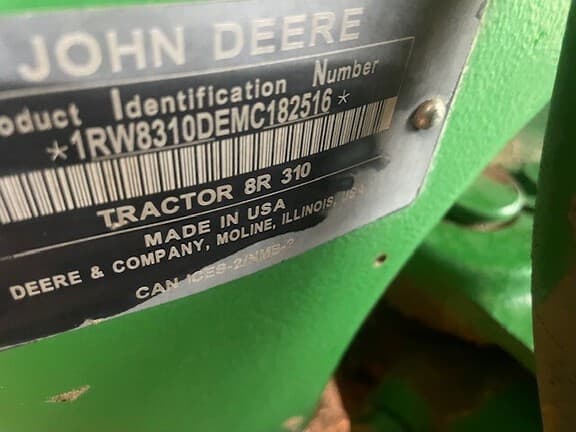 JOHN DEERE
oduct Identification Number
*1RW8310DEMC182516*
TRACTOR 8R 310
MADE IN USA
DEERE & COMPANY, MOLINE, ILLINOIS, USA
CAN ICES-2/NMB-2